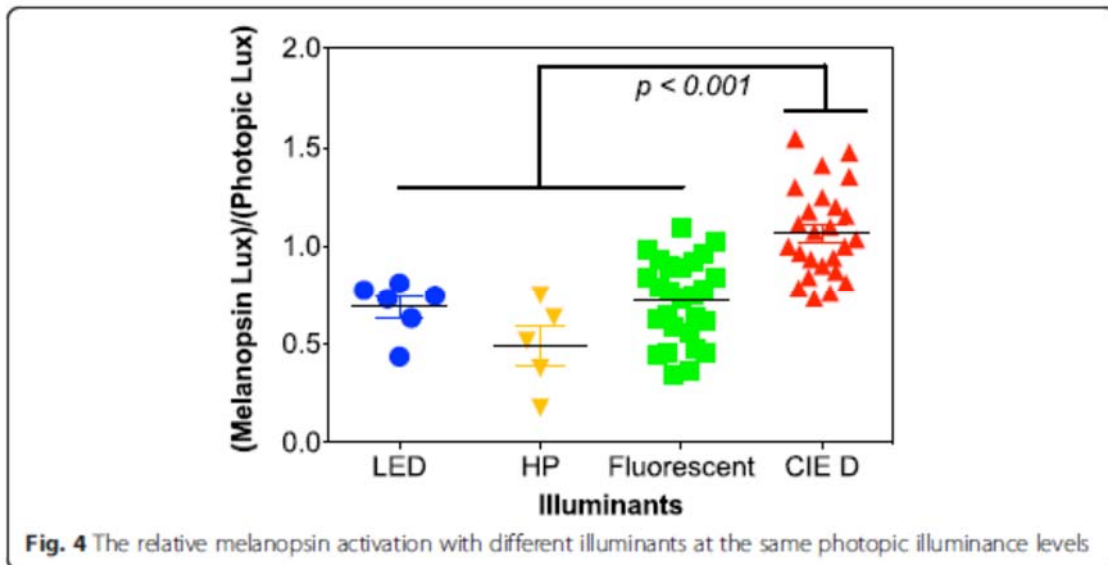 (Melanopsin Lux)/(Photopic Lux)
2.0
p < 0.001
1.5
1.0
0.5
0.0
LED HP Fluorescent CIE D
Illuminants
Fig. 4 The relative melanopsin activation with different illuminants at the same photopic illuminance levels